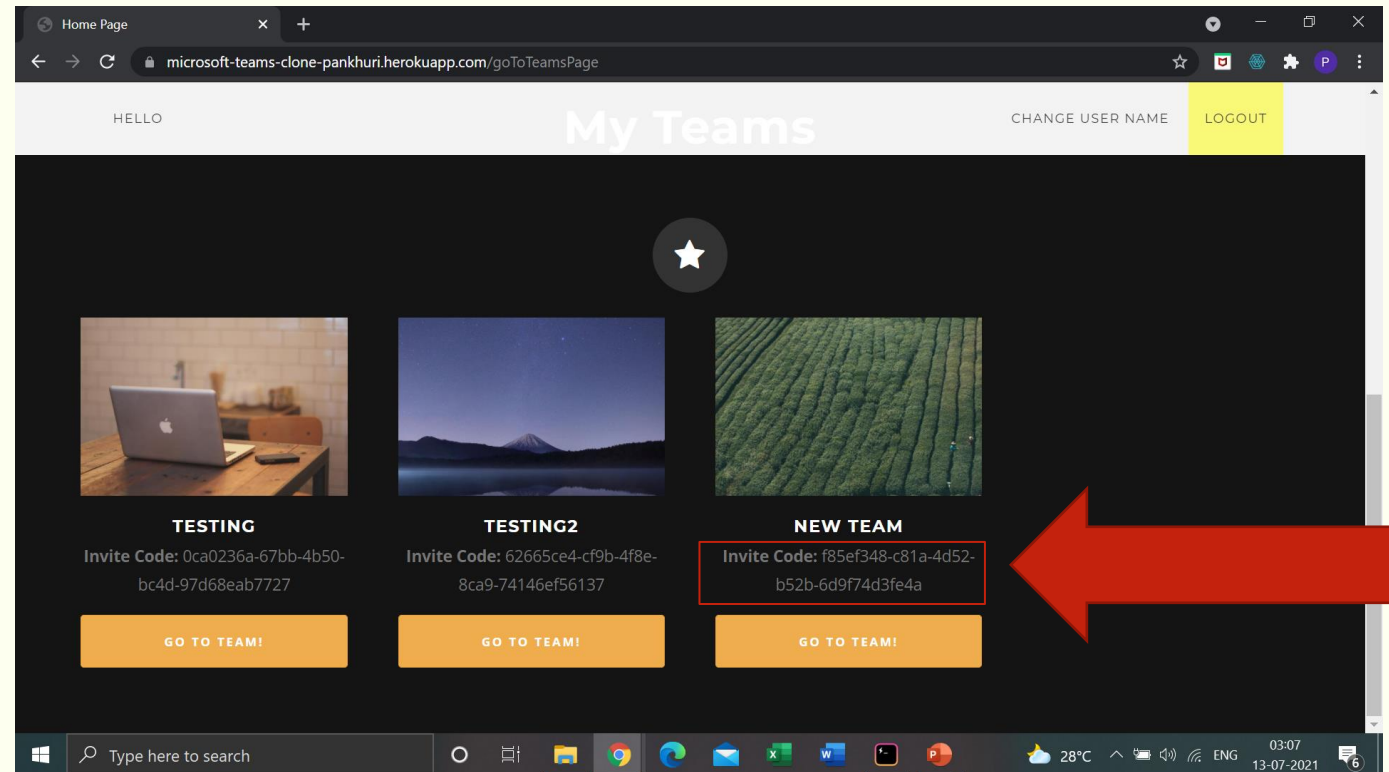 Home Page
microsoft-teams-clone-pankhuri.herokuapp.com/goToTeamsPage
P
HELLO
My Teams
CHANGE USER NAME
LOGOUT
TESTING
Invite Code: 0ca0236a-67bb-4b50-
bc4d-97d68eab7727
GO TO TEAM!
TESTING2
Invite Code: 62665ce4-cf9b-4f8e-
8ca9-74146ef56137
GO TO TEAM!
NEW TEAM
Invite Code: f85ef348-c81a-4d52-
b52b-6d9f74d3fe4a
GO TO TEAM!
Type here to search
28°C
ENG
03:07
13-07-2021
6